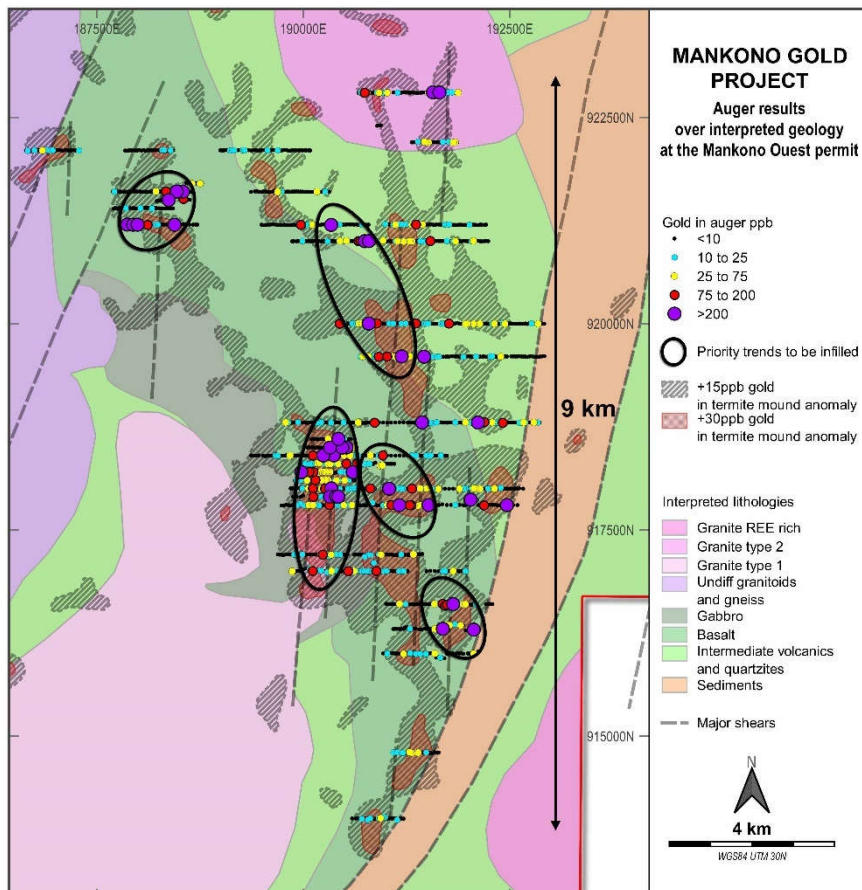 187500E
190000E
192500E
922500N
920000N
917500N
915000N
9 km
MANKONO GOLD
PROJECT
Auger results
over interpreted geology
at the Mankono Ouest permit
Gold in auger ppb
<10
10 to 25
25 to 75
75 to 200
>200
Priority trends to be infilled
+15ppb gold
in termite mound anomaly
+30ppb gold
in termite mound anomaly
Interpreted lithologies
Granite REE rich
Granite type 2
Granite type 1
Undiff granitoids
and gneiss
Gabbro
Basalt
Intermediate volcanics
and quartzites
Sediments
Major shears
N
4 km
WGS84 UTM 30N